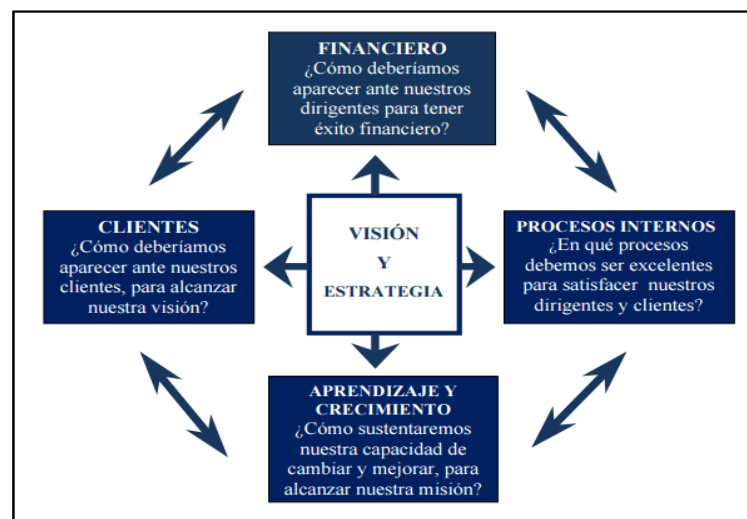 FINANCIERO
¿Cómo deberíamos
aparecer ante nuestros
dirigentes para tener
éxito financiero?
CLIENTES
¿Cómo deberíamos
aparecer ante nuestros
clientes, para alcanzar
nuestra visión?
VISIÓN
Y
ESTRATEGIA
PROCESOS INTERNOS
¿En qué procesos
debemos ser excelentes
para satisfacer nuestros
dirigentes y clientes?
APRENDIZAJE Y
CRECIMIENTO
¿Cómo sustentaremos
nuestra capacidad de
cambiar y mejorar, para
alcanzar nuestra misión?